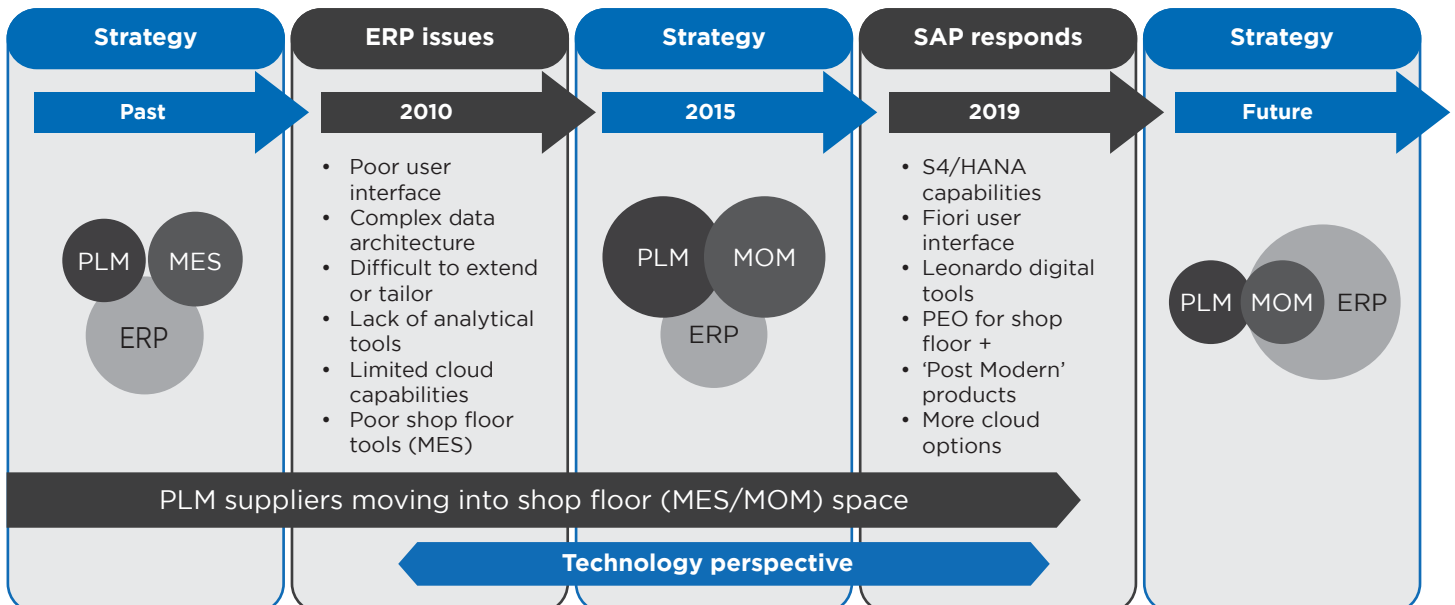 Strategy
Past
PLM
MES
ERP
ERP issues
2010
• Poor user
interface
• Complex data
architecture
• Difficult to extend
or tailor
• Lack of analytical
tools
• Limited cloud
capabilities
• Poor shop floor
tools (MES)
Strategy
2015
PLM
MOM
ERP
SAP responds
2019
• S4/HANA
capabilities
• Fiori user
interface
• Leonardo digital
tools
• PEO for shop
floor +
• ‘Post Modern’
products
• More cloud
options
Strategy
Future
PLM
MOM
ERP
PLM suppliers moving into shop floor (MES/MOM) space
Technology perspective